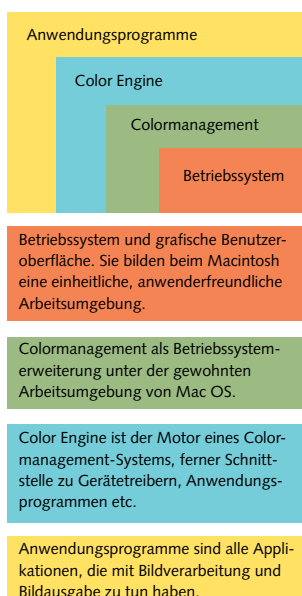 Anwendungsprogramme
Color Engine
Colormanagement
Betriebssystem
Betriebssystem und grafische Benutzer-
oberfläche. Sie bilden beim Macintosh
eine einheitliche, anwenderfreundliche
Arbeitsumgebung.
Colormanagement als Betriebssystem-
erweiterung unter der gewohnten
Arbeitsumgebung von Mac OS.
Color Engine ist der Motor eines Color-
management-Systems, ferner Schnitt-
stelle zu Gerätetreibern, Anwendungs-
programmen etc.
Anwendungsprogramme sind alle Appli-
kationen, die mit Bildverarbeitung und
Bildausgabe zu tun haben.